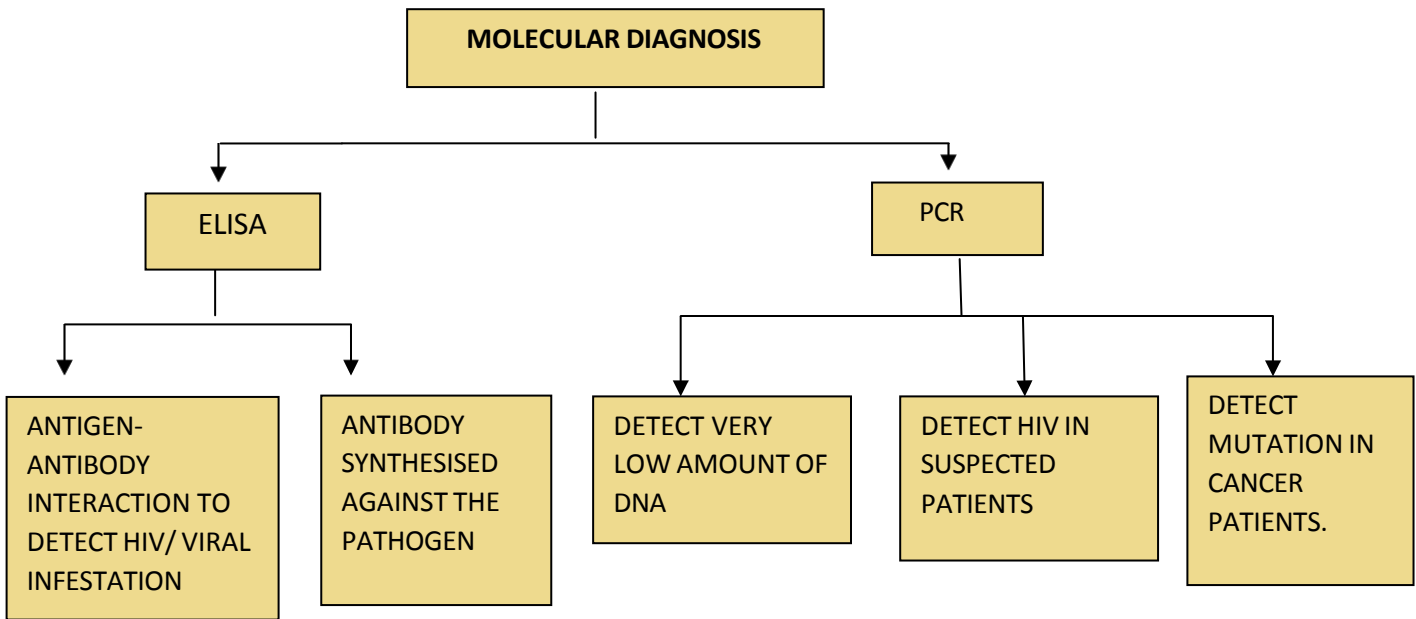 MOLECULAR DIAGNOSIS
ELISA
PCR
ANTIGEN-
ANTIBODY
INTERACTION TO
DETECT HIV/ VIRAL
INFESTATION
ANTIBODY
SYNTHESISED
AGAINST THE
PATHOGEN
DETECT VERY
LOW AMOUNT OF
DNA
DETECT HIV IN
SUSPECTED
PATIENTS
DETECT
MUTATION IN
CANCER
PATIENTS.